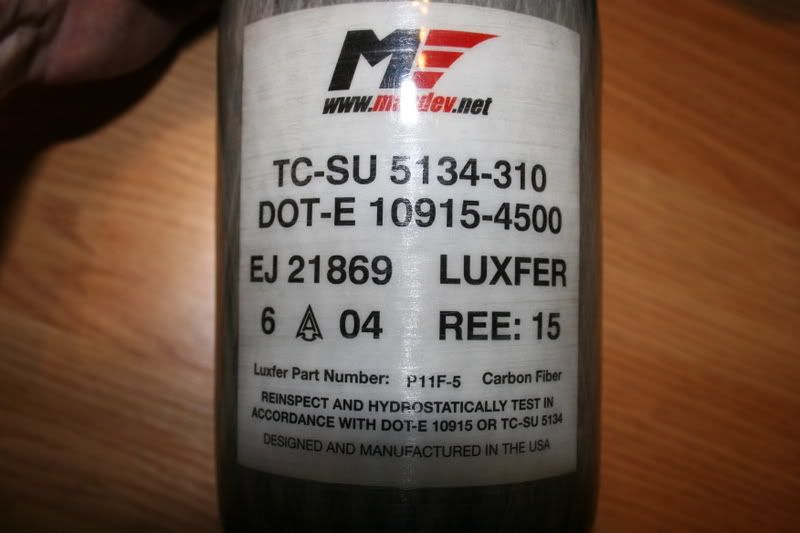 TC-SU 5134-310
DOT-E 10915-4500
EJ 21869 LUXFER
6 04 REE: 15
Luxfer Part Number: P11F-5 Carbon Fiber
REINSPECT AND HYDROSTATICALLY TEST IN
ACCORDANCE WITH DOT-E 10915 OR TC-SU 5134
DESIGNED AND MANUFACTURED IN THE USA